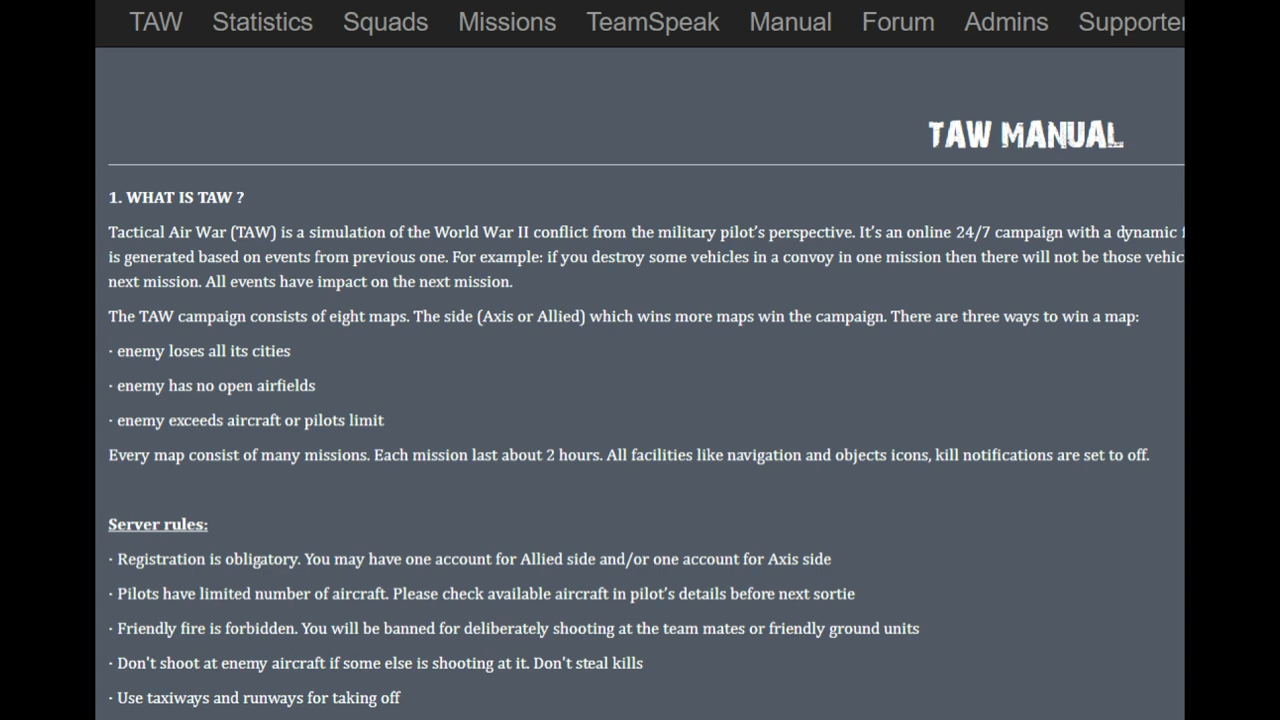 TAW Statistics Squads Missions TeamSpeak Manual Forum Admins Supporter
TAW MANUAL
1. WHAT IS TAW ?
Tactical Air War (TAW) is a simulation of the World War II conflict from the military pilot's perspective. It's an online 24/7 campaign with a dynamic
is generated based on events from previous one. For example: if you destroy some vehicles in a convoy in one mission then there will not be those vehic
next mission. All events have impact on the next mission.
The TAW campaign consists of eight maps. The side (Axis or Allied) which wins more maps win the campaign. There are three ways to win a map:
· enemy loses all its cities
· enemy has no open airfields
· enemy exceeds aircraft or pilots limit
Every map consist of many missions. Each mission last about 2 hours. All facilities like navigation and objects icons, kill notifications are set to off.
Server rules:
· Registration is obligatory. You may have one account for Allied side and/or one account for Axis side
· Pilots have limited number of aircraft. Please check available aircraft in pilot's details before next sortie
· Friendly fire is forbidden. You will be banned for deliberately shooting at the team mates or friendly ground units
· Don't shoot at enemy aircraft if some else is shooting at it. Don't steal kills
· Use taxiways and runways for taking off